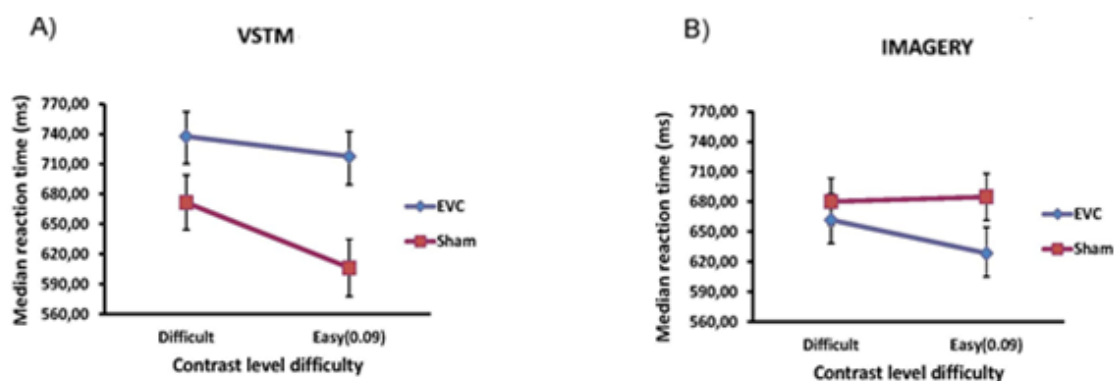 A)
VSTM
Median reaction time (ms)
770,00
740,00
710,00
680,00
650,00
620,00
590,00
560,00
Difficult
Easy(0.09)
Contrast level difficulty
EVC
Sham
B)
IMAGERY
Median reaction time (ms)
770,00
740,00
710,00
680,00
650,00
620,00
590,00
560,00
Difficult
Easy(0.09)
Contrast level difficulty
EVC
Sham